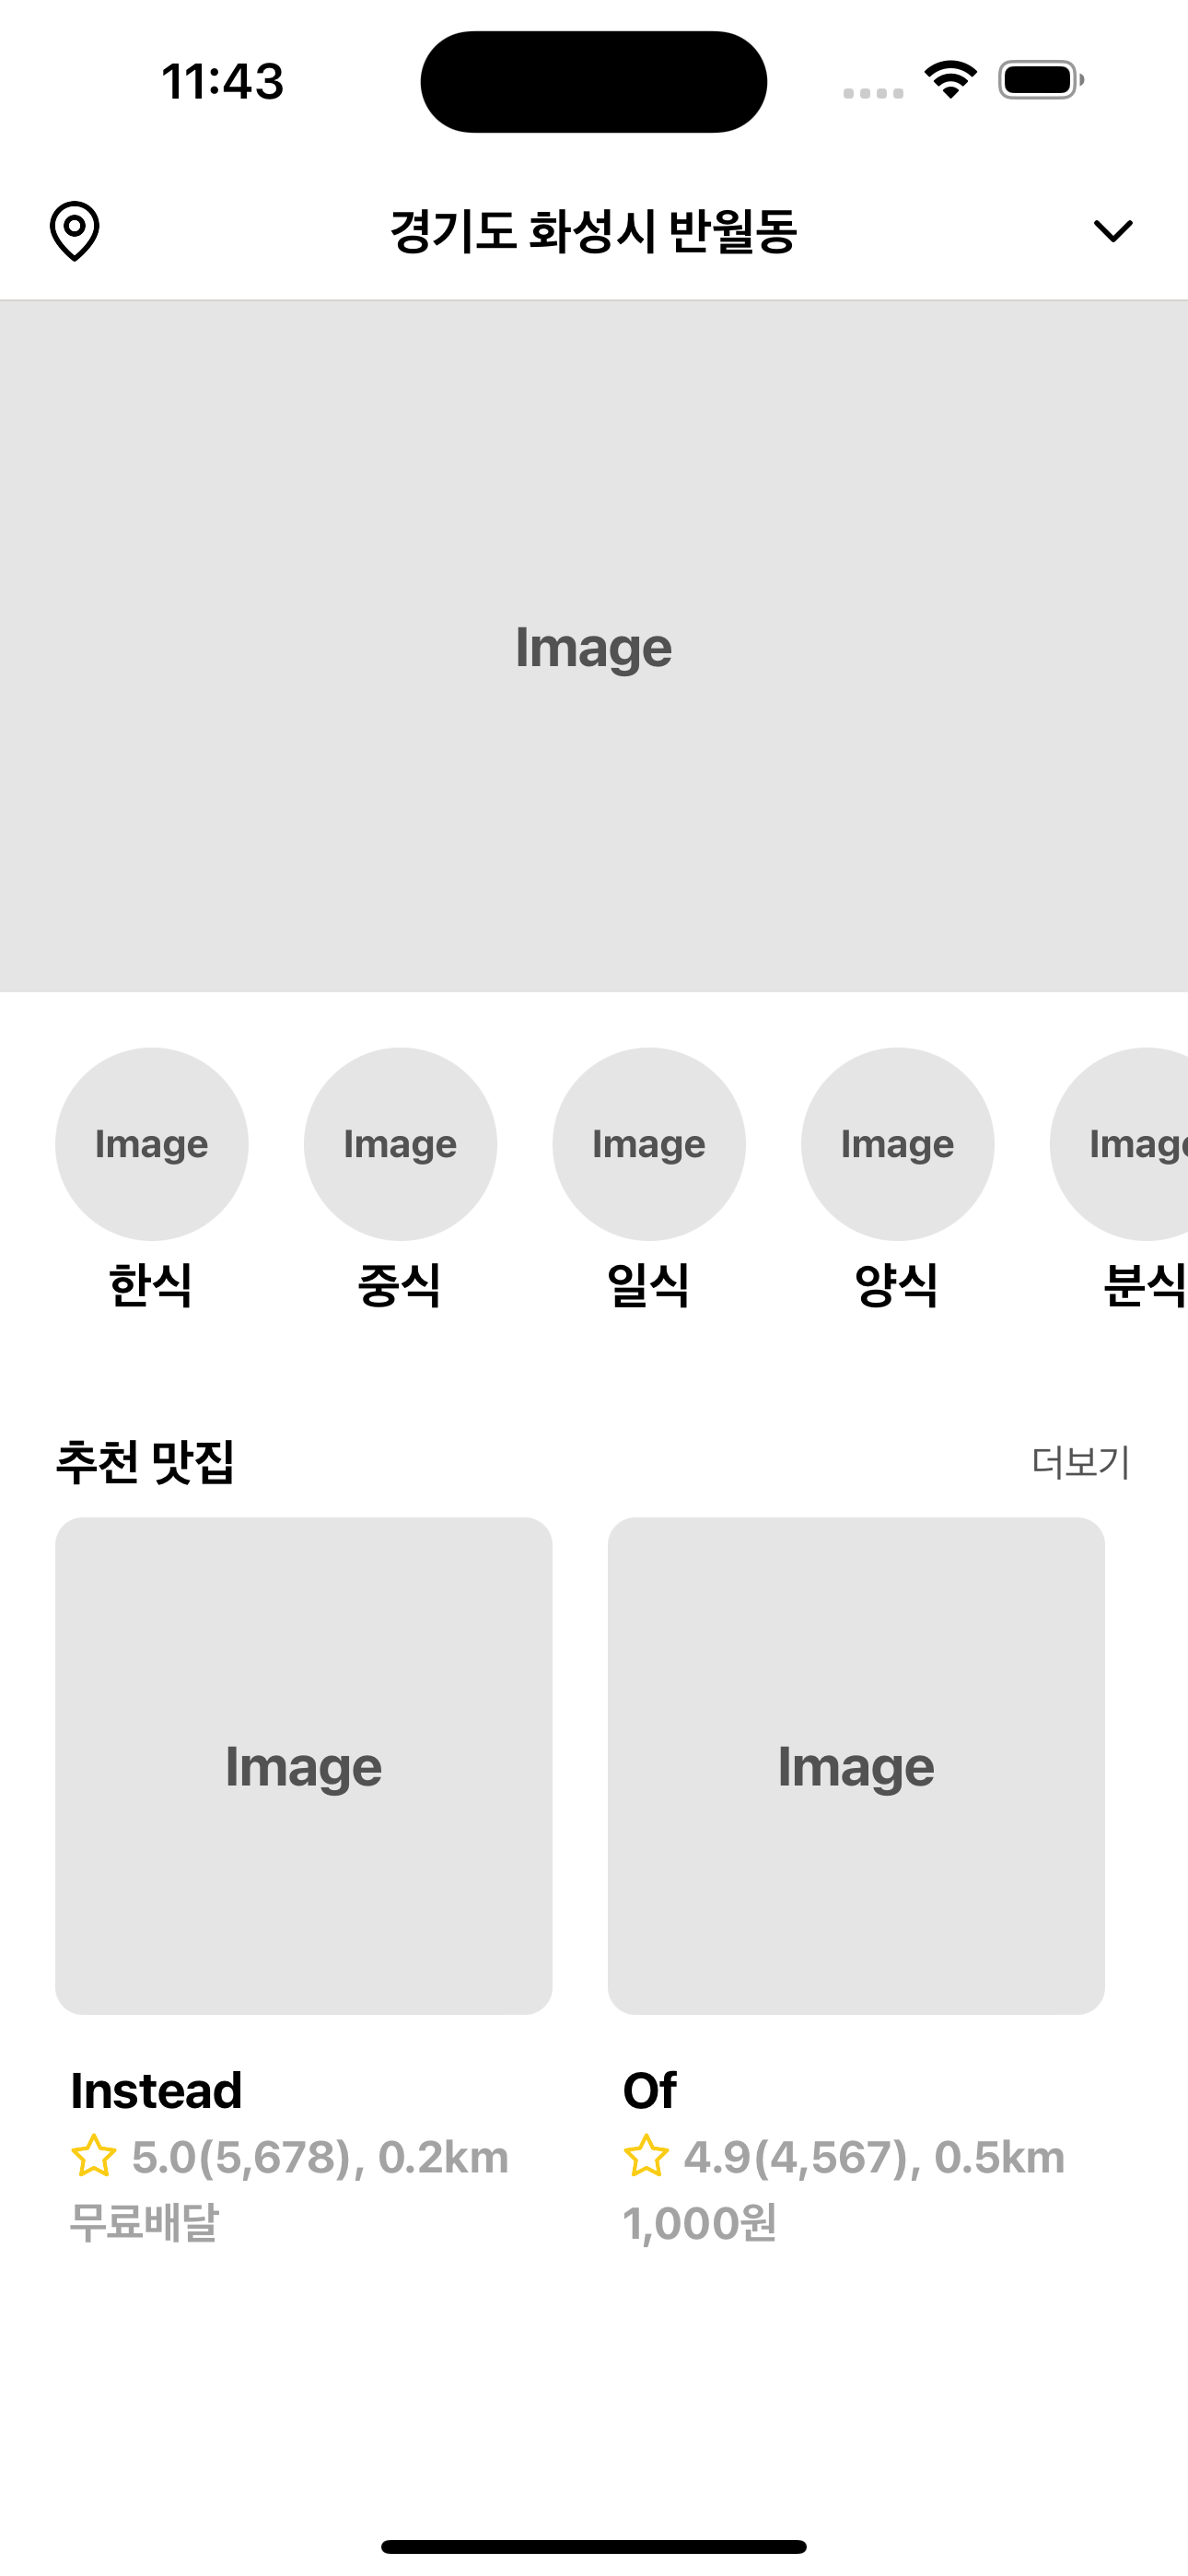 11:43
경기도 화성시 반월동
Image
Image Image Image Image Image
한식 중식 일식 양식 분식
추천 맛집 더보기
Image Image
Instead Of
5.0(5,678), 0.2km 4.9(4,567), 0.5km
무료배달 1,000원